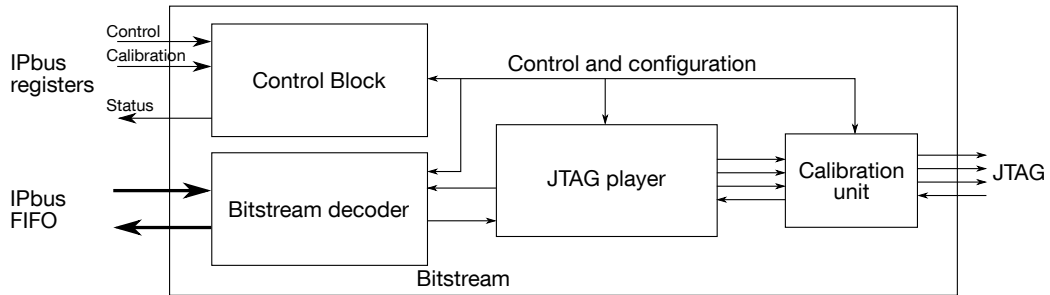 Control
IPbus
registers
Calibration
Status
Control Block
Control and configuration
IPbus
FIFO
Bitstream decoder
JTAG player
Calibration
unit
JTAG
Bitstream